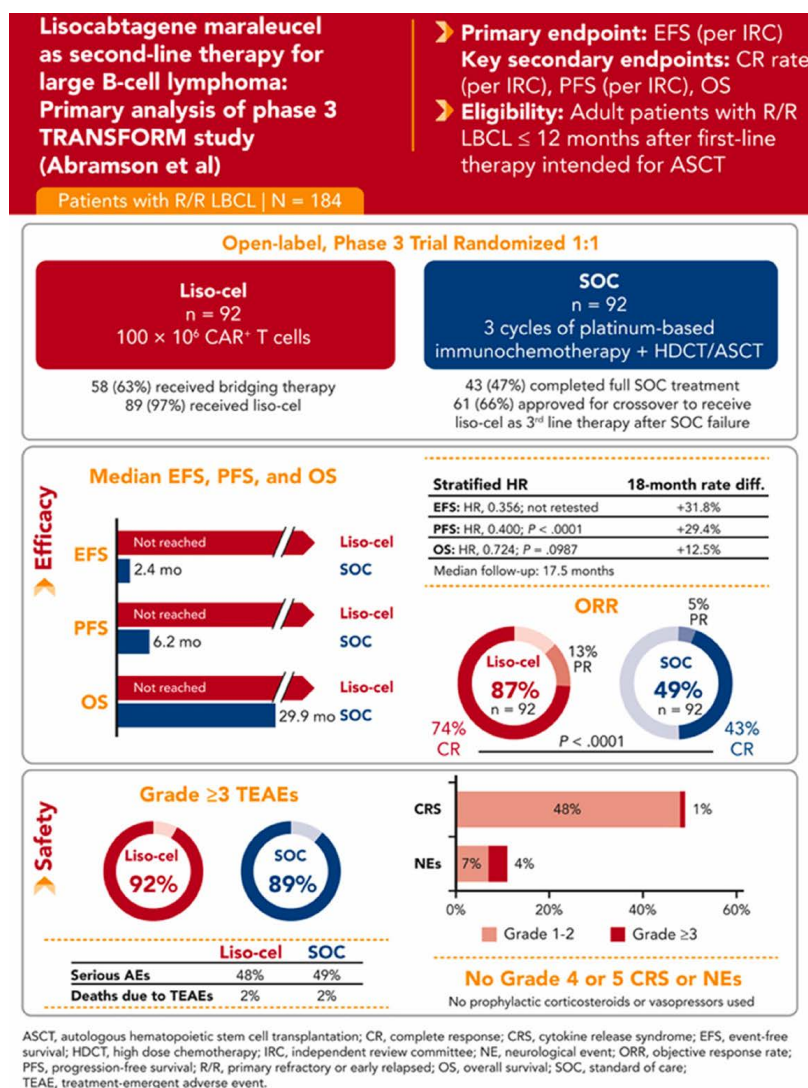 Lisocabtagene maraleucel
as second-line therapy for
large B-cell lymphoma:
Primary analysis of phase 3
TRANSFORM study
(Abramson et al)
Patients with R/R LBCL | N = 184
Primary endpoint: EFS (per IRC)
Key secondary endpoints: CR rate
(per IRC), PFS (per IRC), OS
Eligibility: Adult patients with R/R
LBCL ≤ 12 months after first-line
therapy intended for ASCT
Open-label, Phase 3 Trial Randomized 1:1
Liso-cel
n = 92
100 × 10⁶ CAR⁺ T cells
58 (63%) received bridging therapy
89 (97%) received liso-cel
SOC
n = 92
3 cycles of platinum-based
immunochemotherapy + HDCT/ASCT
43 (47%) completed full SOC treatment
61 (66%) approved for crossover to receive
liso-cel as 3ʳᵈ line therapy after SOC failure
Efficacy
Median EFS, PFS, and OS
EFS
Not reached
Liso-cel
2.4 mo
SOC
PFS
Not reached
Liso-cel
6.2 mo
SOC
OS
Not reached
Liso-cel
29.9 mo SOC
Stratified HR 18-month rate diff.
EFS: HR, 0.356; not retested +31.8%
PFS: HR, 0.400; P < .0001 +29.4%
OS: HR, 0.724; P = .0987 +12.5%
Median follow-up: 17.5 months
ORR
Liso-cel
87%
n = 92
13%
PR
74%
CR
SOC
49%
n = 92
5%
PR
43%
CR
P < .0001
Safety
Grade ≥3 TEAEs
Liso-cel
92%
SOC
89%
Liso-cel SOC
Serious AEs 48% 49%
Deaths due to TEAEs 2% 2%
CRS 48% 1%
NEs 7% 4%
0% 20% 40% 60%
Grade 1-2 Grade ≥3
No Grade 4 or 5 CRS or NEs
No prophylactic corticosteroids or vasopressors used
ASCT, autologous hematopoietic stem cell transplantation; CR, complete response; CRS, cytokine release syndrome; EFS, event-free
survival; HDCT, high dose chemotherapy; IRC, independent review committee; NE, neurological event; ORR, objective response rate;
PFS, progression-free survival; R/R, primary refractory or early relapsed; OS, overall survival; SOC, standard of care;
TEAE, treatment-emergent adverse event.